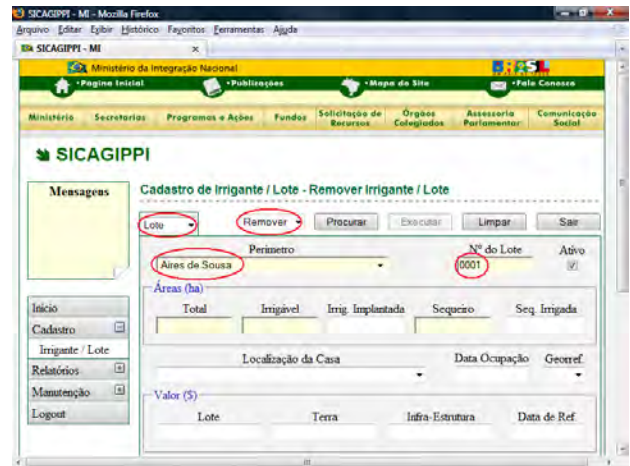 SICAGIPPI - MI - Mozilla Firefox
Arquivo Editar Exibir Histórico Favoritos Ferramentas Ajuda
SICAGIPPI - MI x
Ministério da Integração Nacional
•Pagina Inicial •Publicações •Mapa do Site •Fale Conosco
Ministério Secretarias Programas e Ações Fundos Solicitação de Recursos Órgãos Colegiados Assessoria Parlamentar Comunicação Social
SICAGIPPI
Mensagens
Cadastro de Irrigante / Lote - Remover Irrigante / Lote
Lote Remover Procurar Executar Limpar Sair
Perímetro Nº do Lote Ativo
Aires de Sousa 0001
Áreas (ha)
Início
Total Irrigável Irrig. Implantada Sequeiro Seq. Irrigada
Cadastro
Irrigante / Lote
Localização da Casa Data Ocupação Georref.
Relatórios
Manutenção
Valor ($)
Logout
Lote Terra Infra-Estrutura Data de Ref.